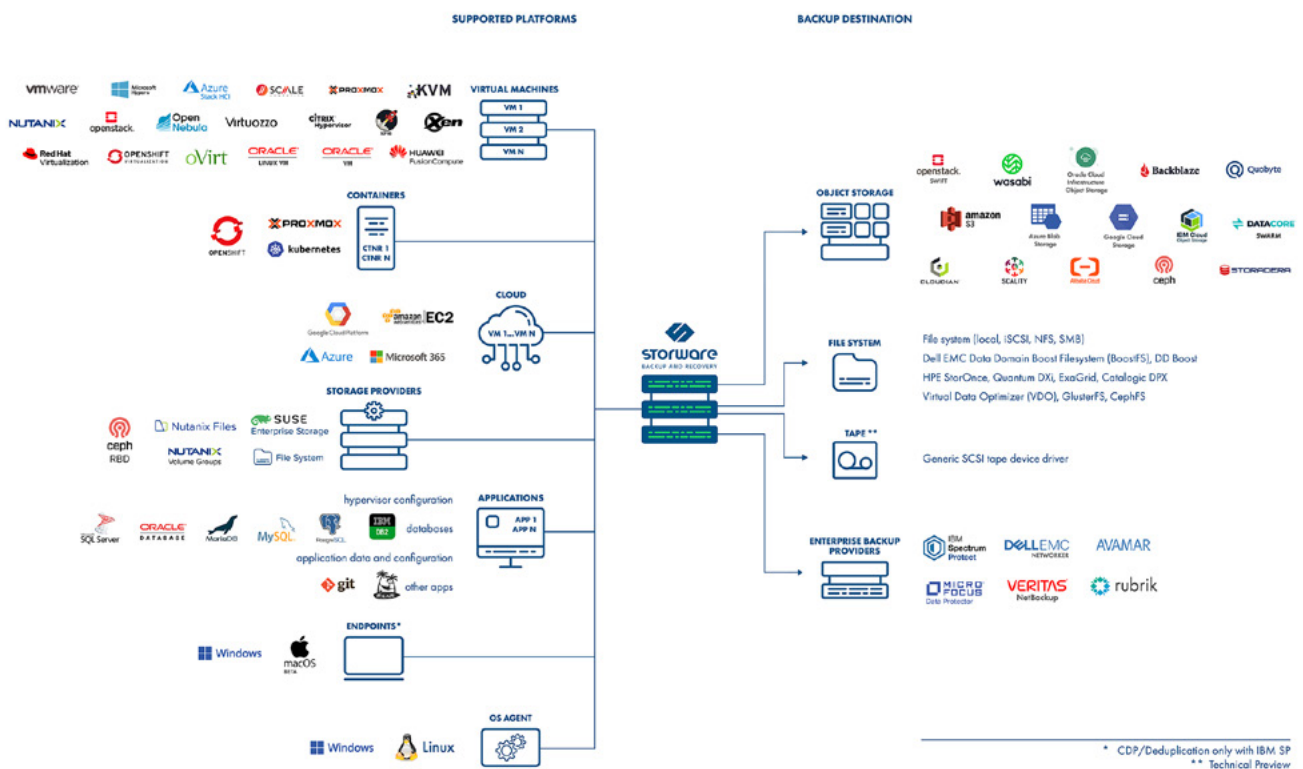 SUPPORTED PLATFORMS
BACKUP DESTINATION
vmware
Microsoft
Hyper-v
Azure
Stack HCI
SCALE
PROXMOX
KVM
VIRTUAL MACHINES
VM 1
VM 2
VM N
NUTANIX
openstack.
Open
Nebula
Virtuozzo
citrix
Hypervisor
Xen
Red Hat
Virtualization
OPENSHIFT
VIRTUALIZATION
oVirt
ORACLE
LINUX VM
ORACLE
VM
HUAWEI
FusionCompute
CONTAINERS
OPENSHIFT
PROXMOX
kubernetes
CTNR 1
CTNR N
CLOUD
Google Cloud Platform
amazon
webservices
EC2
VM 1...VM N
Azure
Microsoft 365
STORAGE PROVIDERS
ceph
RBD
Nutanix Files
SUSE
Enterprise Storage
NUTANIX
Volume Groups
File System
hypervisor configuration
APPLICATIONS
APP 1
APP N
SQL Server
ORACLE
DATABASE
MariaDB
MySQL
PostgreSQL
IBM
DB2
databases
application data and configuration
git
other apps
ENDPOINTS*
Windows
macOS
BETA
OS AGENT
Windows
Linux
STORWARE
BACKUP AND RECOVERY
OBJECT STORAGE
openstack.
SWIFT
wasabi
Oracle Cloud
Infrastructure
Object Storage
Backblaze
Quobyte
amazon
S3
Azure Blob
Storage
Google Cloud
Storage
IBM Cloud
Object Storage
DATACORE
SWARM
CLOUDIAN
SCALITY
Alibaba Cloud
ceph
STORADERA
FILE SYSTEM
File system (local, iSCSI, NFS, SMB)
Dell EMC Data Domain Boost Filesystem (BoostFS), DD Boost
HPE StorOnce, Quantum DXi, ExaGrid, Catalogic DPX
Virtual Data Optimizer (VDO), GlusterFS, CephFS
TAPE **
Generic SCSI tape device driver
ENTERPRISE BACKUP
PROVIDERS
IBM
Spectrum
Protect
DELLEMC
NETWORKER
AVAMAR
MICRO
FOCUS
Data Protector
VERITAS
NetBackup
rubrik
* CDP/Deduplication only with IBM SP
** Technical Preview